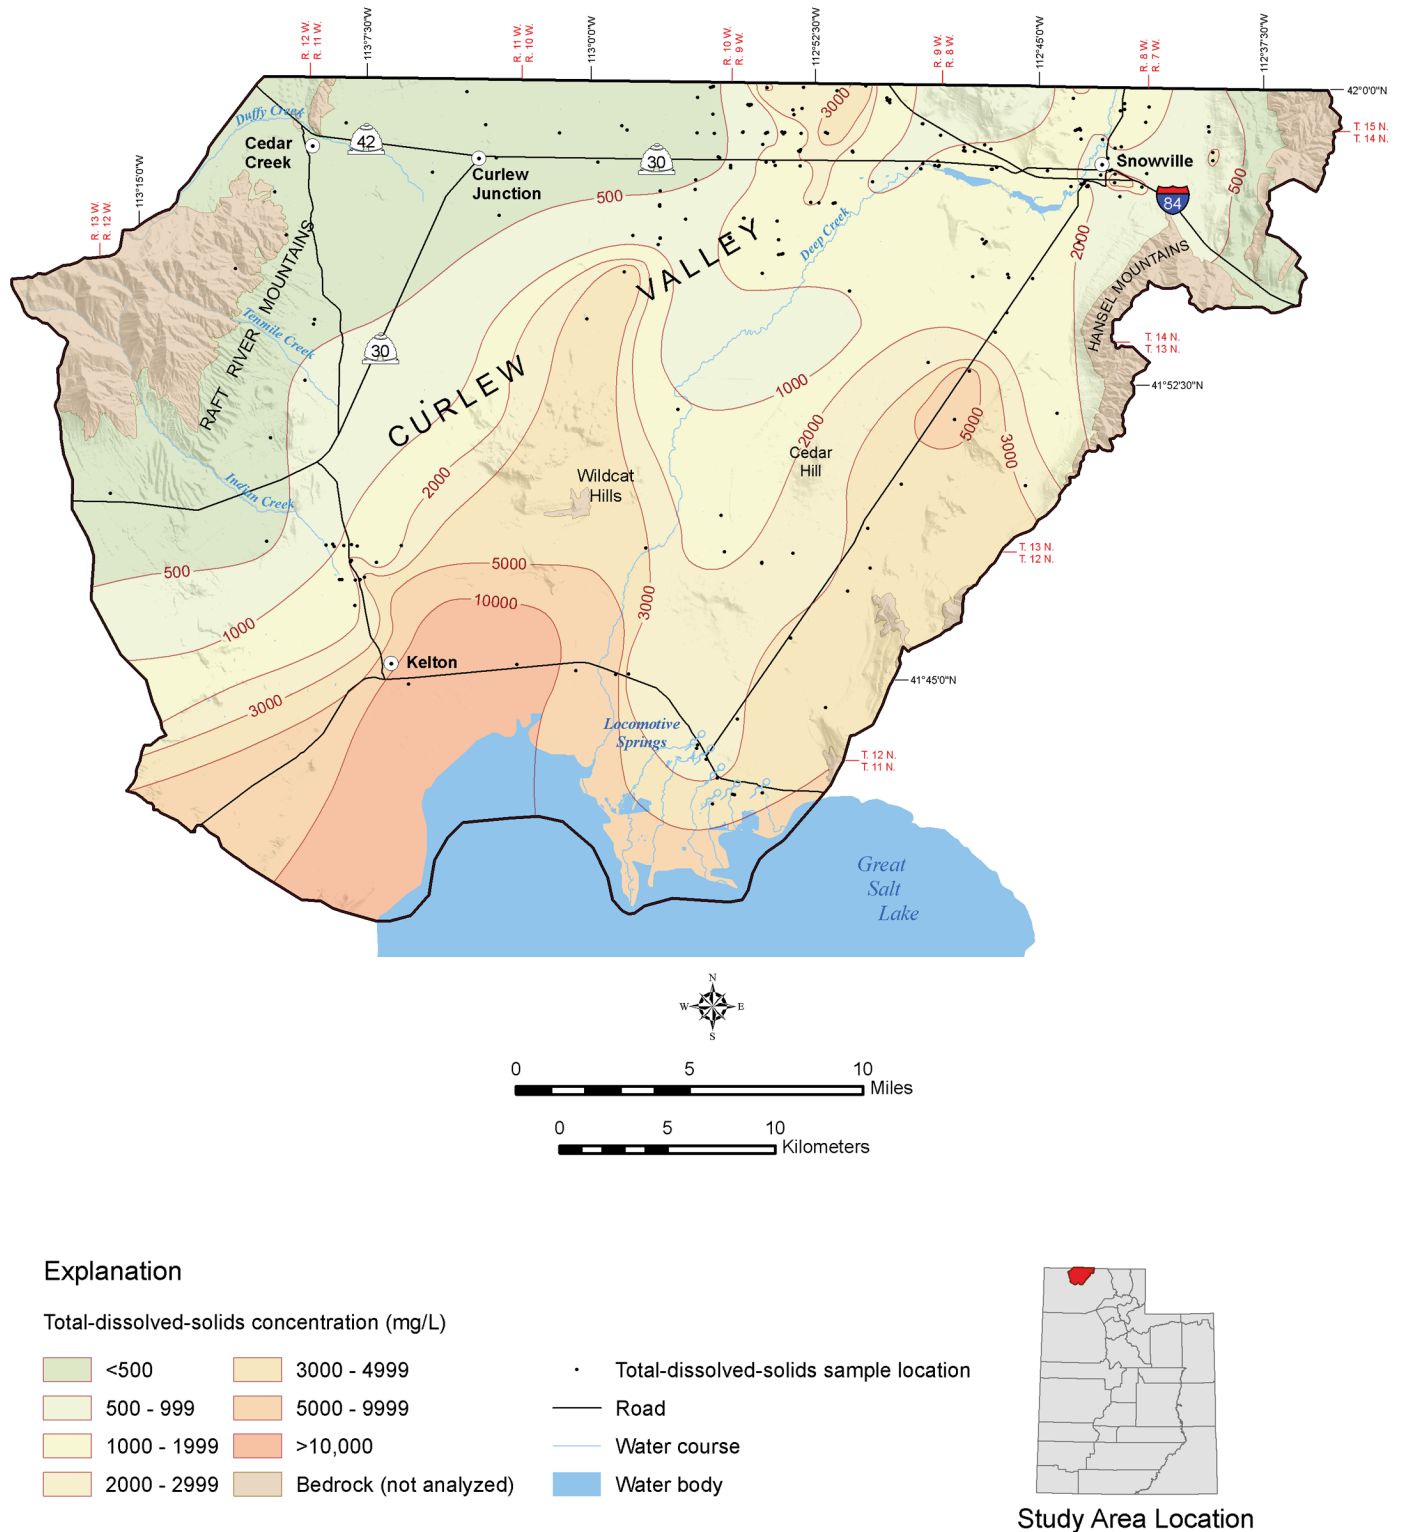 R. 12 W.
R. 11 W.
113°7'30"W
R. 11 W.
R. 10 W.
113°0'0"W
R. 10 W.
R. 9 W.
112°52'30"W
R. 9 W.
R. 8 W.
112°45'0"W
R. 8 W.
R. 7 W.
112°37'30"W
42°0'0"N
T. 15 N.
T. 14 N.
Duffy Creek
3000
Cedar
Creek
42
Curlew
Junction
30
Snowville
500
84
500
113°15'0"W
R. 13 W.
R. 12 W.
RAFT RIVER MOUNTAINS
Deep Creek
2000
HANSEL MOUNTAINS
CURLEW VALLEY
Tenmile Creek
30
T. 14 N.
T. 13 N.
1000
41°52'30"N
2000
5000
3000
Cedar
Hill
Wildcat
Hills
2000
Indian Creek
T. 13 N.
T. 12 N.
500
5000
10000
3000
1000
Kelton
41°45'0"N
3000
Locomotive
Springs
T. 12 N.
T. 11 N.
Great
Salt
Lake
N
W
E
S
0
5
10
Miles
0
5
10
Kilometers
Explanation
Total-dissolved-solids concentration (mg/L)
<500
500 - 999
1000 - 1999
2000 - 2999
3000 - 4999
5000 - 9999
>10,000
Bedrock (not analyzed)
Total-dissolved-solids sample location
Road
Water course
Water body
Study Area Location